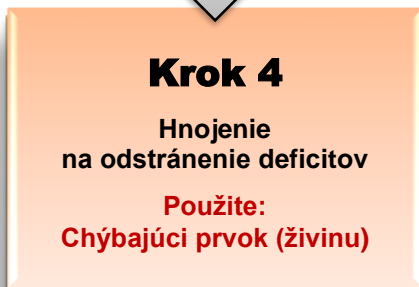 Krok 4
Hnojenie
na odstránenie deficitov
Použite:
Chýbajúci prvok (živinu)